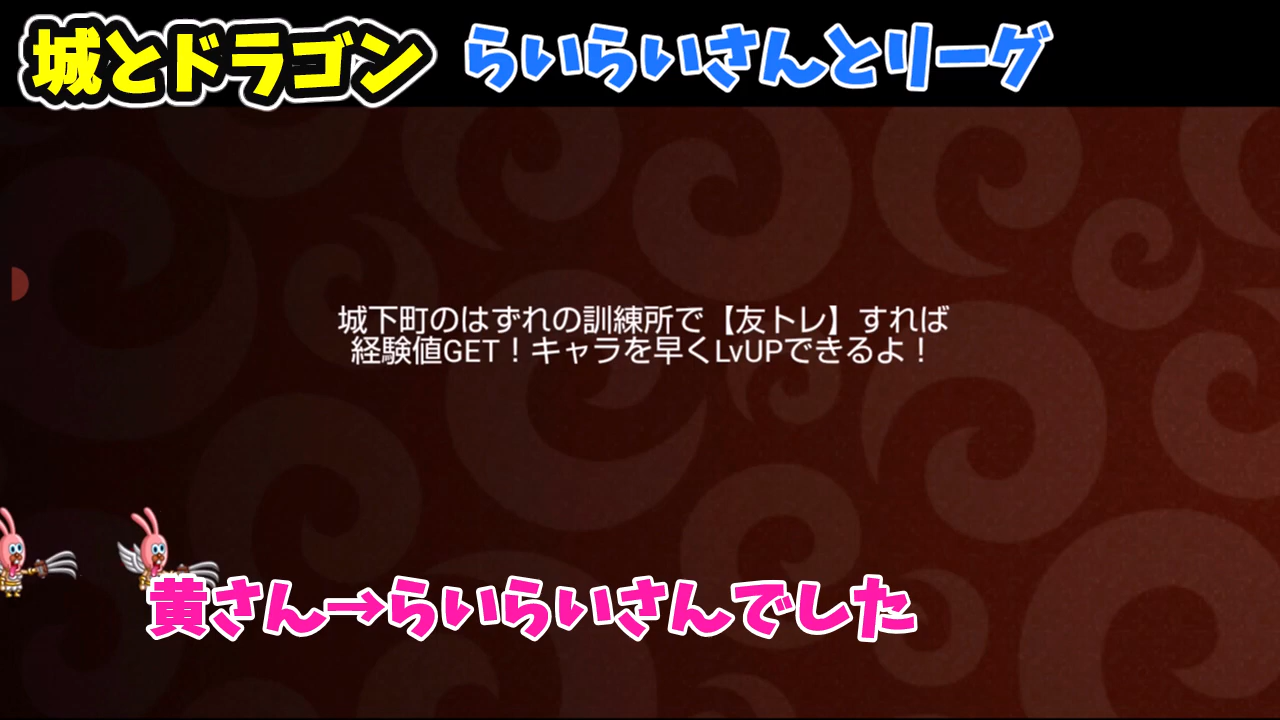 城とドラゴン らいらいさんとリーグ
城下町のはずれの訓練所で【友トレ】すれば
経験値GET！キャラを早くLvUPできるよ！
黄さん→らいらいさんでした